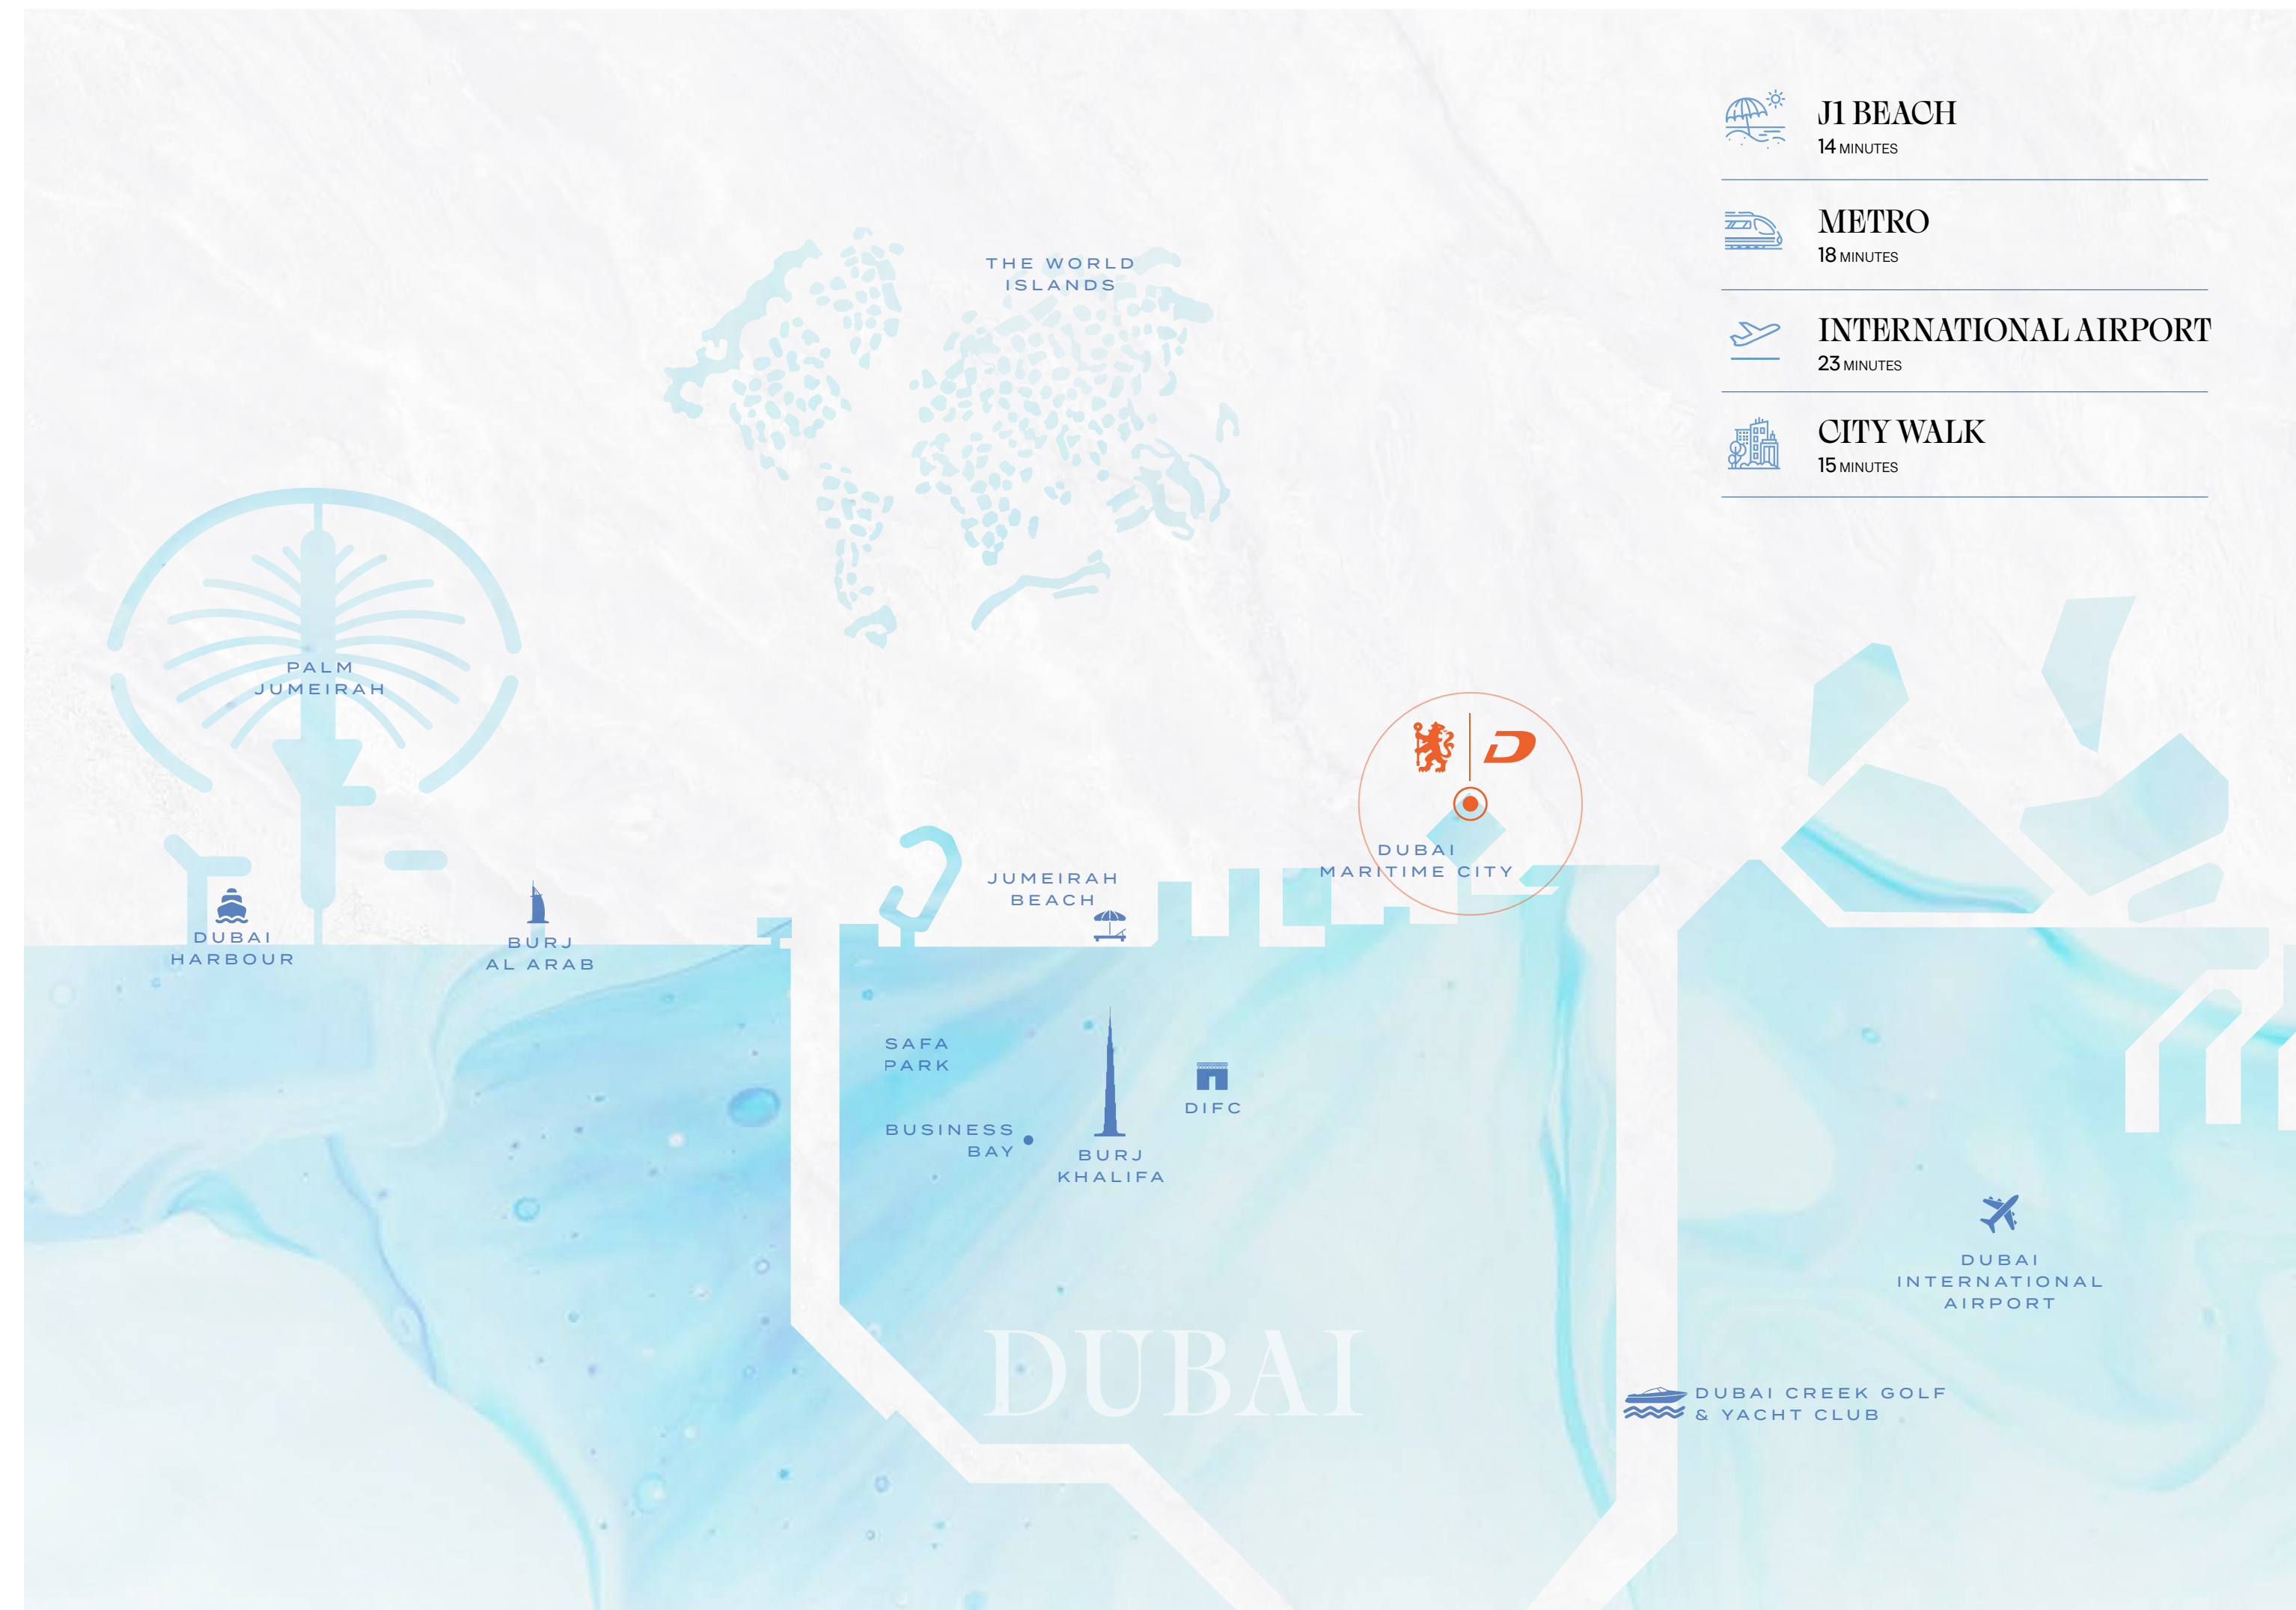 J1 BEACH
14 MINUTES
METRO
18 MINUTES
INTERNATIONAL AIRPORT
23 MINUTES
CITY WALK
15 MINUTES
THE WORLD
ISLANDS
PALM
JUMEIRAH
D
DUBAI
MARITIME CITY
JUMEIRAH
BEACH
DUBAI
HARBOUR
BURJ
AL ARAB
SAFA
PARK
BUSINESS
BAY
BURJ
KHALIFA
DIFC
DUBAI
INTERNATIONAL
AIRPORT
DUBAI
DUBAI CREEK GOLF
& YACHT CLUB